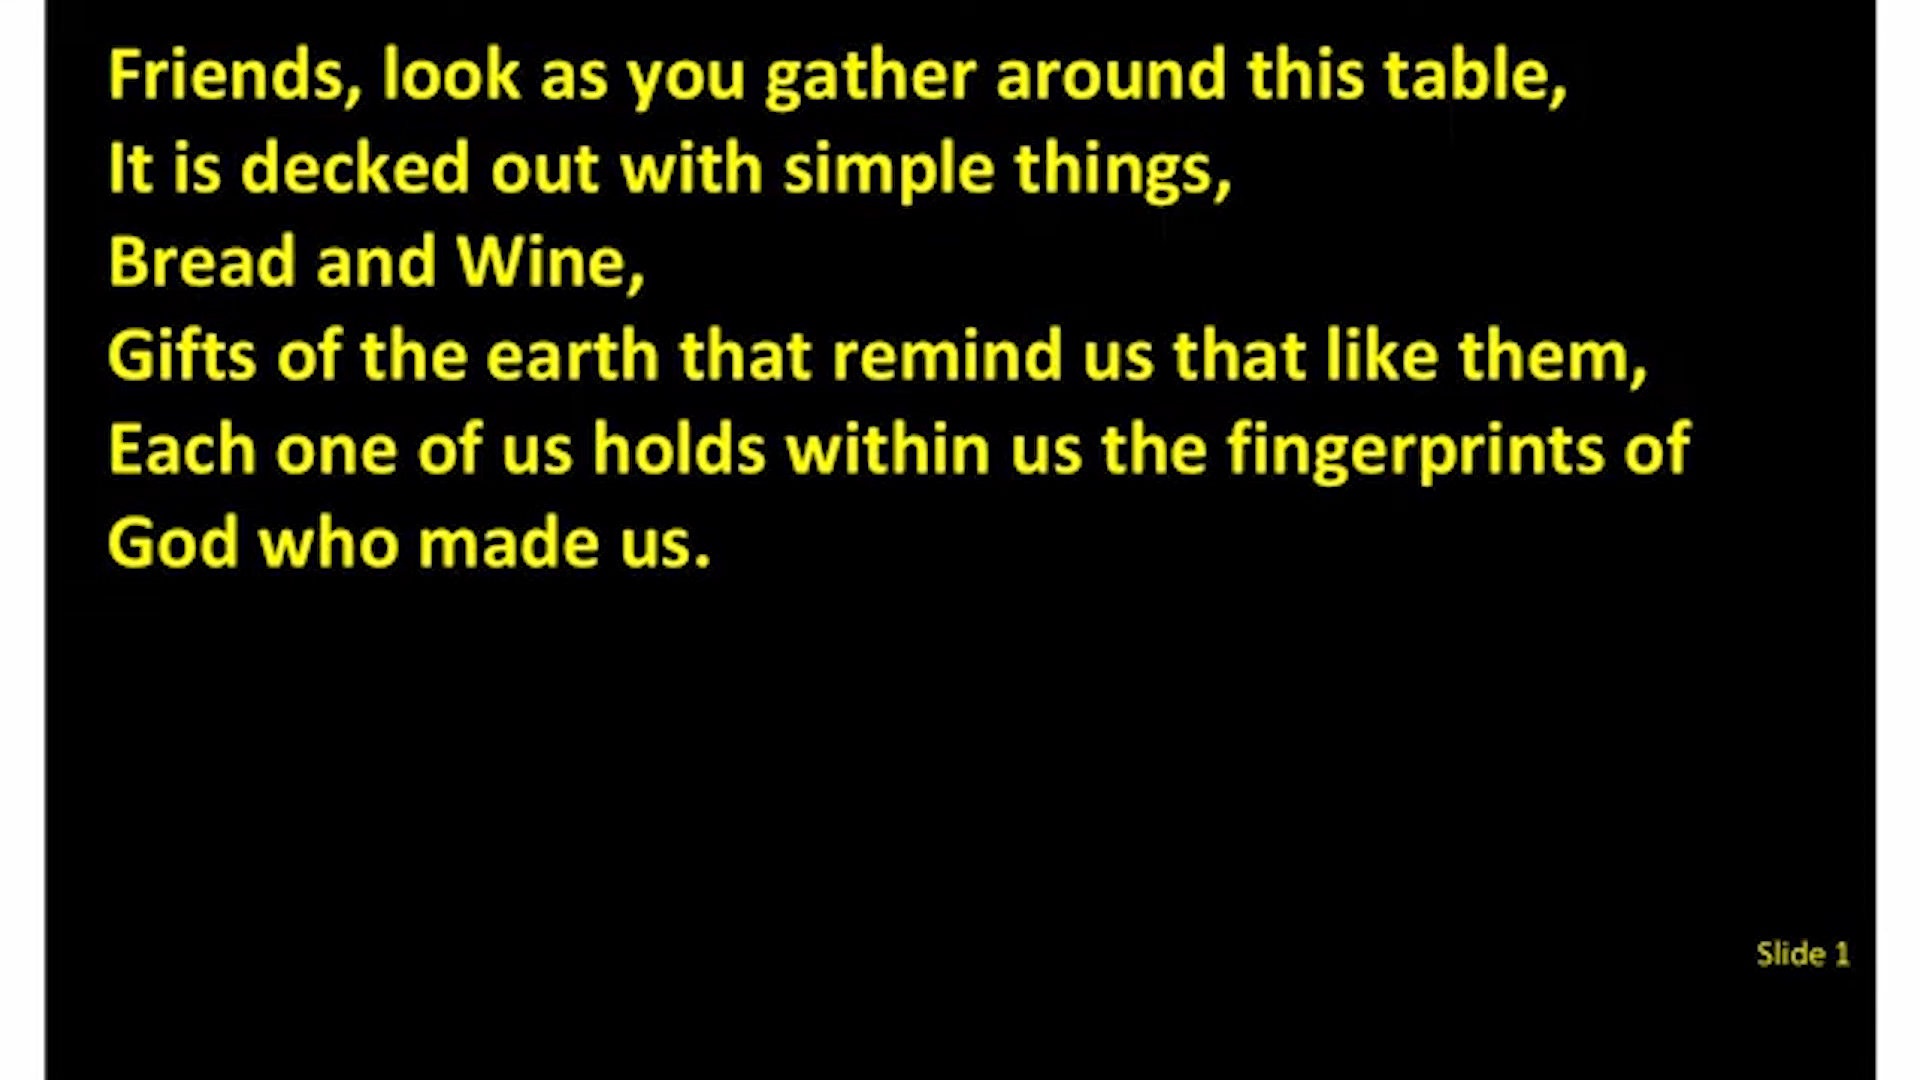 Friends, look as you gather around this table,
It is decked out with simple things,
Bread and Wine,
Gifts of the earth that remind us that like them,
Each one of us holds within us the fingerprints of
God who made us.
Slide 1